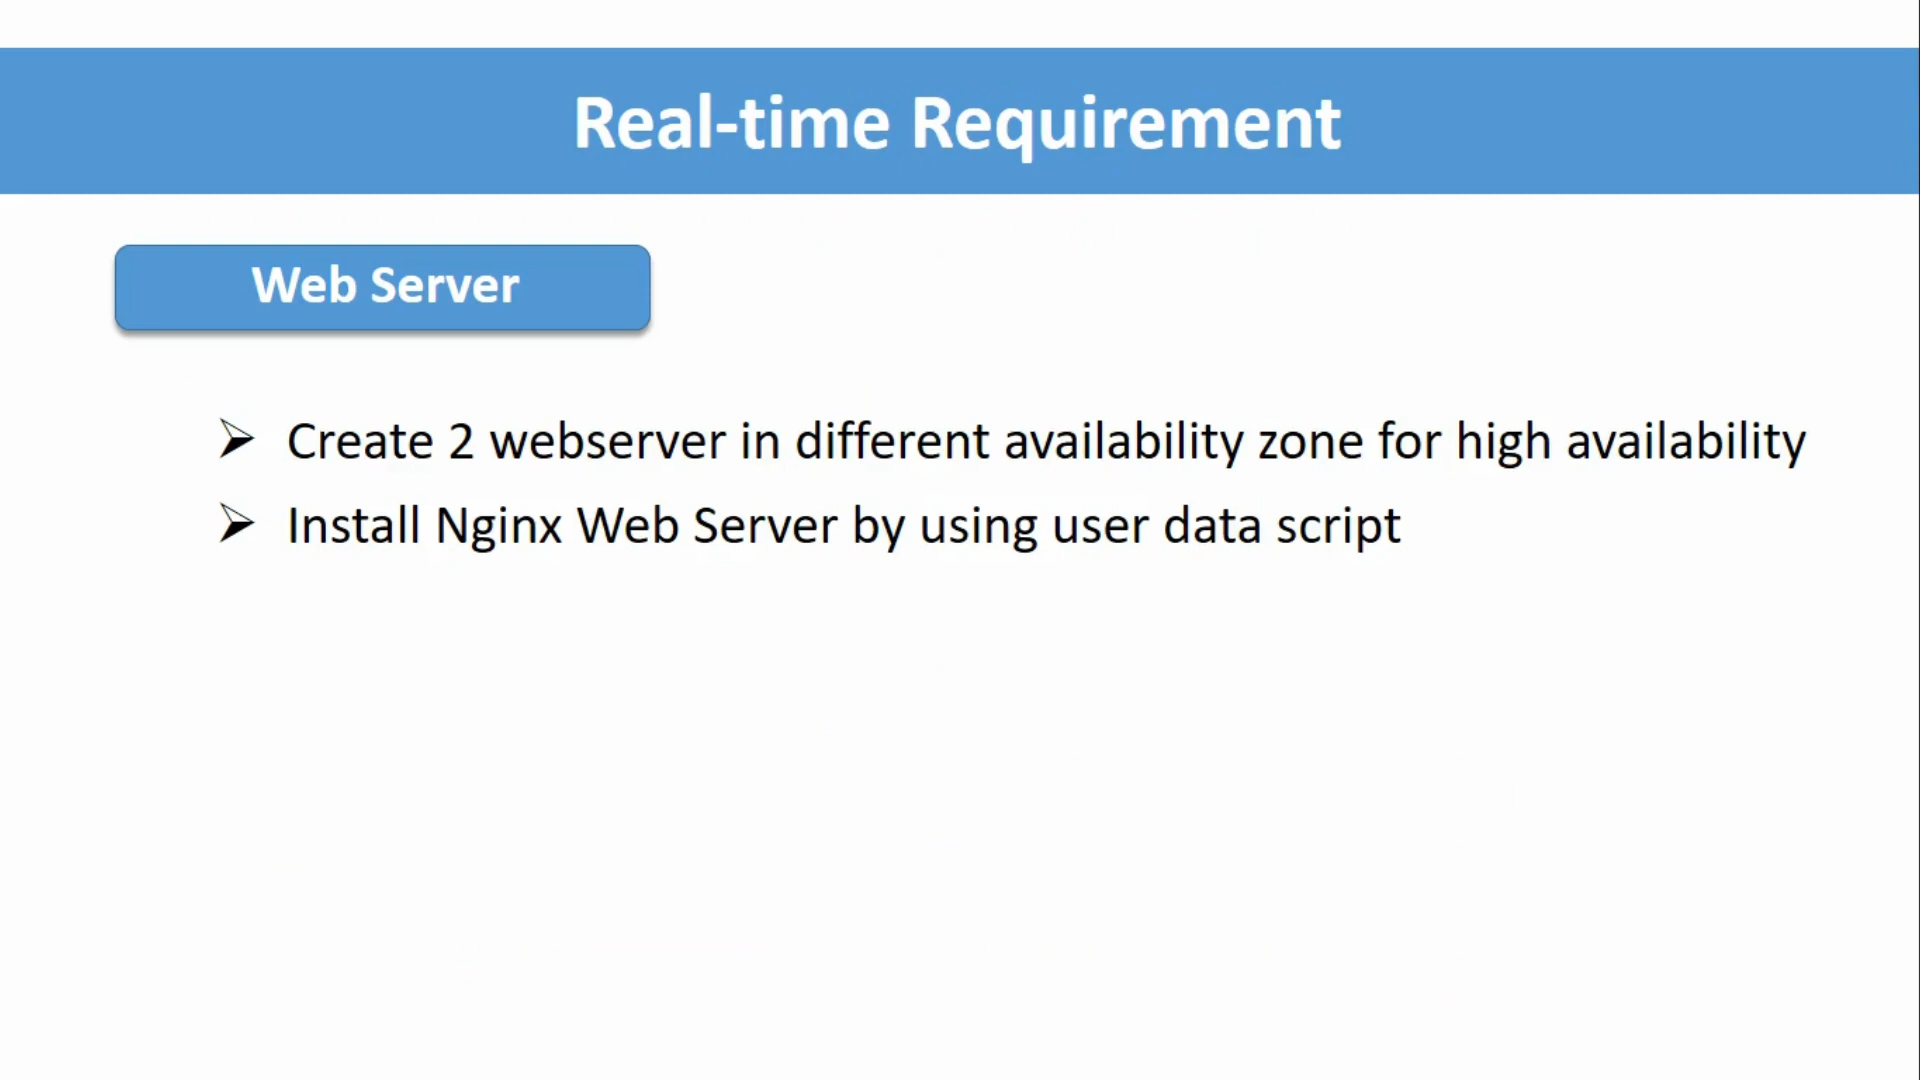 Real-time Requirement
Web Server
➢ Create 2 webserver in different availability zone for high availability
➢ Install Nginx Web Server by using user data script